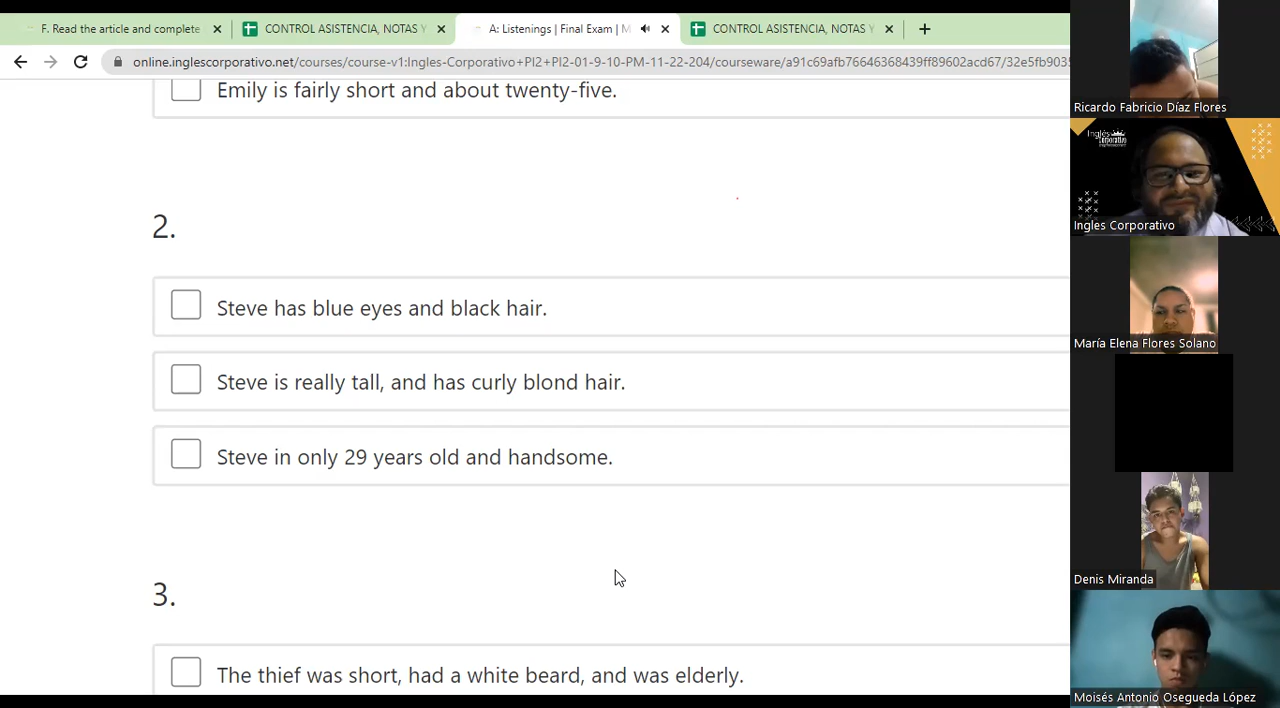 F. Read the article and complete
CONTROL ASISTENCIA, NOTAS Y
A: Listenings | Final Exam | M
CONTROL ASISTENCIA, NOTAS Y
online.inglescorporativo.net/courses/course-v1:Ingles-Corporativo+PI2+PI2-01-9-10-PM-11-22-204/courseware/a91c69afb76646368439ff89602acd67/32e5fb903
Emily is fairly short and about twenty-five.
2.
Steve has blue eyes and black hair.
Steve is really tall, and has curly blond hair.
Steve in only 29 years old and handsome.
3.
The thief was short, had a white beard, and was elderly.
Ricardo Fabricio Díaz Flores
Inglés
Corporativo
Ingles Corporativo
María Elena Flores Solano
Denis Miranda
Moisés Antonio Osegueda López